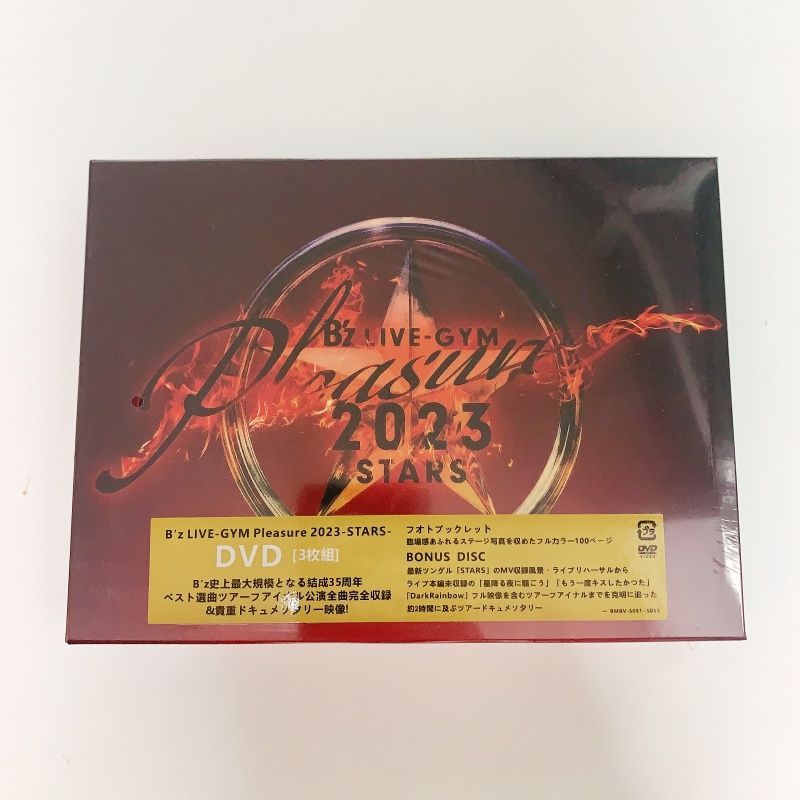 B'z LIVE-GYM
Pleasure
2023
STARS
B'z LIVE-GYM Pleasure 2023-STARS-
DVD [3枚組]
B'z史上最大規模となる結成35周年
ベスト選曲ツアーフアイナル公演全曲完全収録
&貴重ドキュメソタリー映像!
フオトブックレット
臨場感あふれるステージ写真を収めたフルカラー100ページ
BONUS DISC
最新ツングル「STARS」のMV収録風景・ライブリハーサルから
ライブ本編未収録の「星降る夜に騒ごう」「もう一度キスしたかつた」
「DarkRainbow」フル映像を含むツアーフアイナルまでを克明に追った
約2時間に及ぶツアードキュメソタリー
DVD
VIDEO